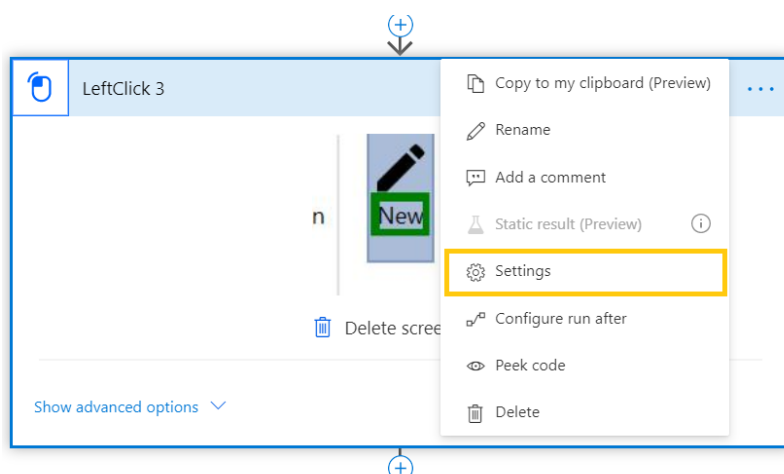 LeftClick 3
Copy to my clipboard (Preview)
Rename
Add a comment
Static result (Preview)
Settings
Configure run after
Peek code
Delete
n
New
Delete scree
Show advanced options